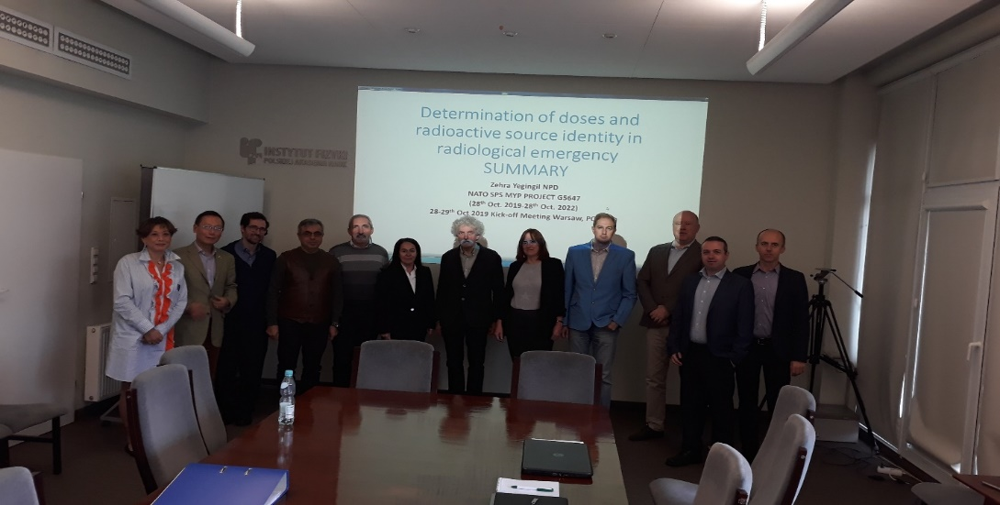 INSTYTUT FIZYKI
POLSKIEJ AKADEMII NAUK
Determination of doses and
radioactive source identity in
radiological emergency
SUMMARY
Zehra Yegingil NPD
NATO SPS MYP PROJECT G5647
(28th Oct. 2019-28th Oct. 2022)
28-29th Oct 2019 Kick-off Meeting Warsaw,